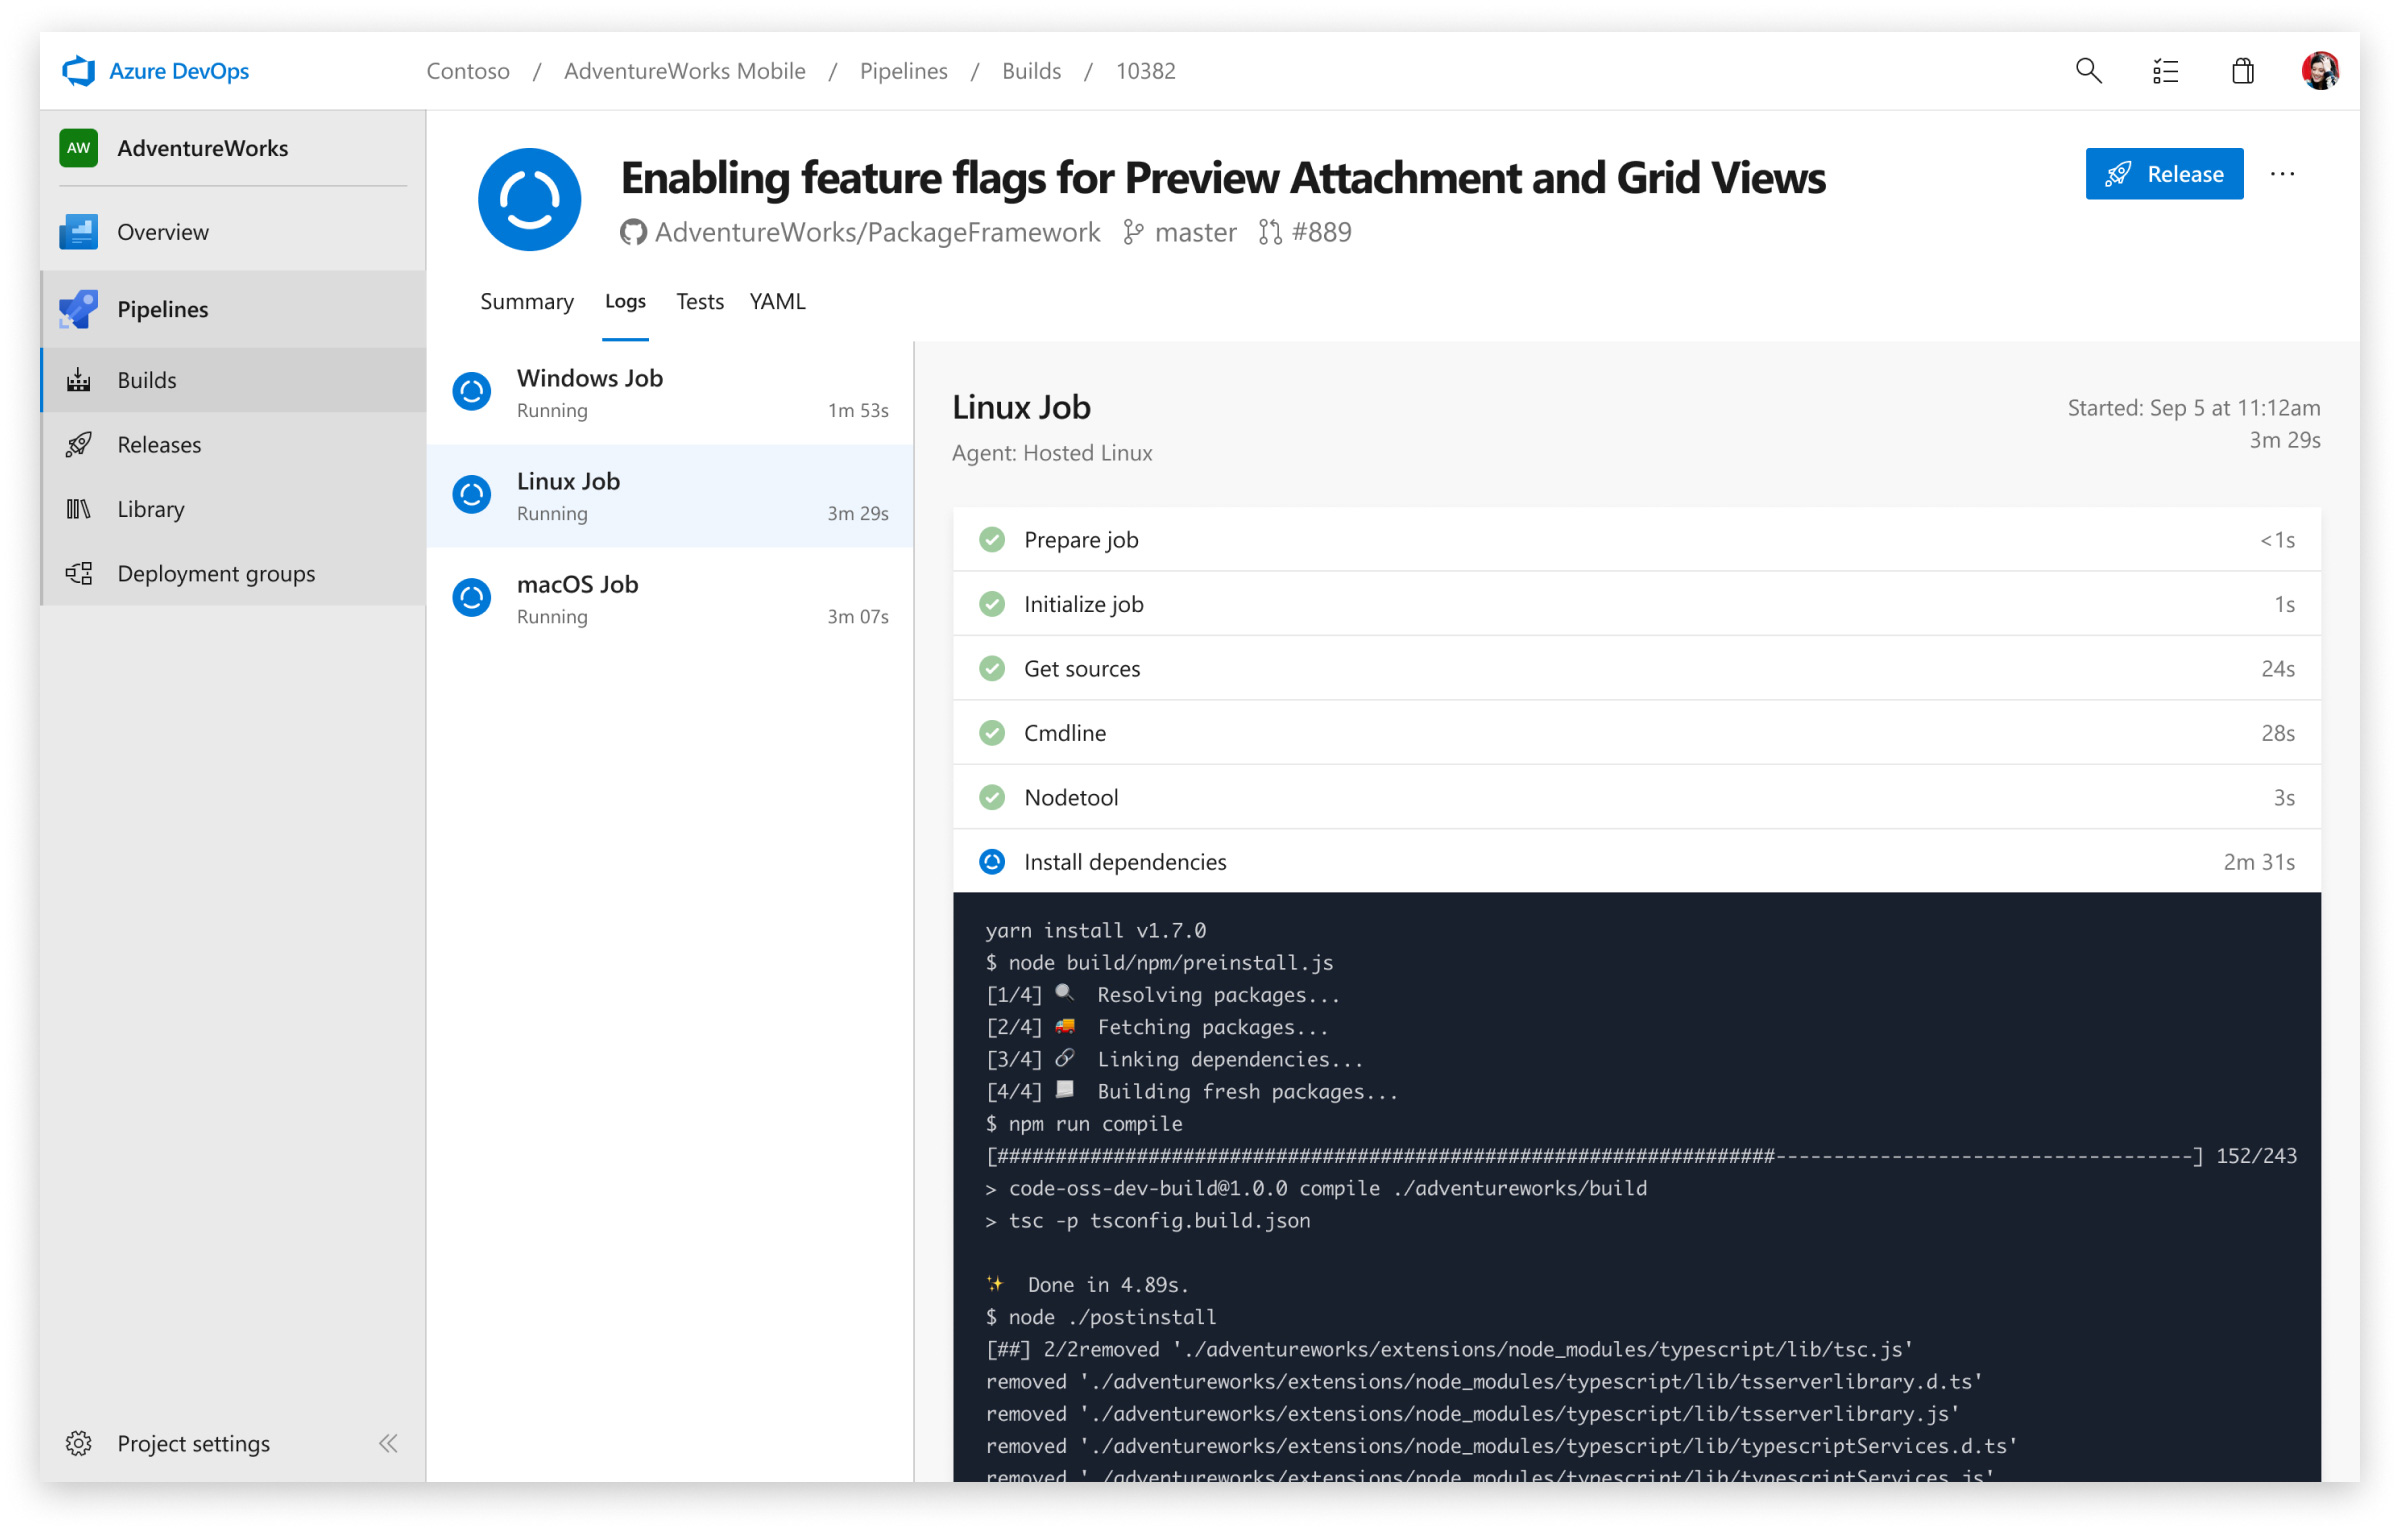 Azure DevOps
Contoso / AdventureWorks Mobile / Pipelines / Builds / 10382
AW AdventureWorks
Overview
Pipelines
Builds
Releases
Library
Deployment groups
Project settings
Enabling feature flags for Preview Attachment and Grid Views
Release
AdventureWorks/PackageFramework master #889
Summary Logs Tests YAML
Windows Job
Running 1m 53s
Linux Job
Running 3m 29s
macOS Job
Running 3m 07s
Linux Job
Started: Sep 5 at 11:12am
3m 29s
Agent: Hosted Linux
Prepare job <1s
Initialize job 1s
Get sources 24s
Cmdline 28s
Nodetool 3s
Install dependencies 2m 31s
yarn install v1.7.0
$ node build/npm/preinstall.js
[1/4] 🔍 Resolving packages...
[2/4] 🚚 Fetching packages...
[3/4] 🔗 Linking dependencies...
[4/4] 📃 Building fresh packages...
$ npm run compile
[###################################################################------------------------------------] 152/243
> code-oss-dev-build@1.0.0 compile ./adventureworks/build
> tsc -p tsconfig.build.json
✨ Done in 4.89s.
$ node ./postinstall
[##] 2/2removed './adventureworks/extensions/node_modules/typescript/lib/tsc.js'
removed './adventureworks/extensions/node_modules/typescript/lib/tsserverlibrary.d.ts'
removed './adventureworks/extensions/node_modules/typescript/lib/tsserverlibrary.js'
removed './adventureworks/extensions/node_modules/typescript/lib/typescriptServices.d.ts'
removed './adventureworks/extensions/node_modules/typescript/lib/typescriptServices.js'